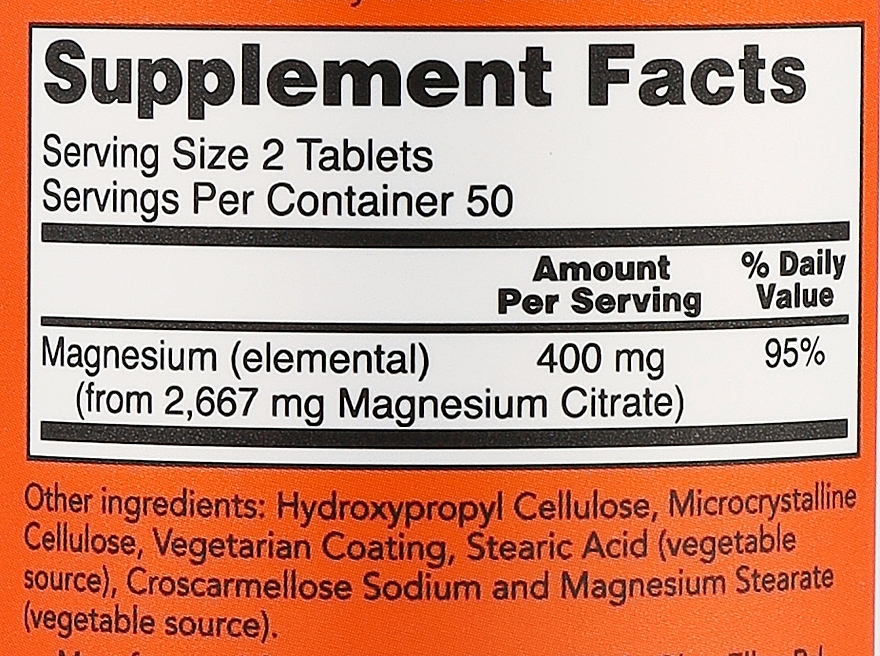 Supplement Facts
Serving Size 2 Tablets
Servings Per Container 50
Amount Per Serving
% Daily Value
Magnesium (elemental) 400 mg 95%
(from 2,667 mg Magnesium Citrate)
Other ingredients: Hydroxypropyl Cellulose, Microcrystalline
Cellulose, Vegetarian Coating, Stearic Acid (vegetable
source), Croscarmellose Sodium and Magnesium Stearate
(vegetable source).